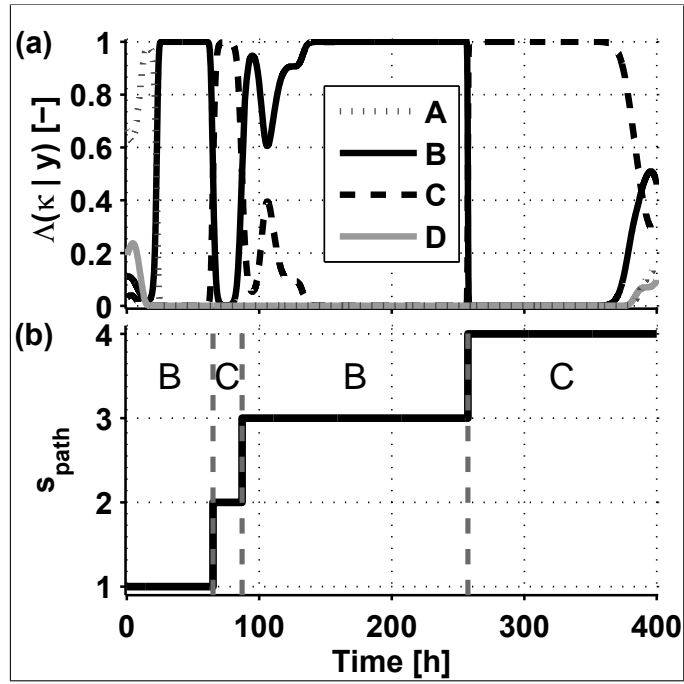 (a)
Λ(κ | y) [−]
1
0.8
0.6
0.4
0.2
0
A
B
C
D
(b)
s_path
4
3
2
1
B C B C
0 100 200 300 400
Time [h]